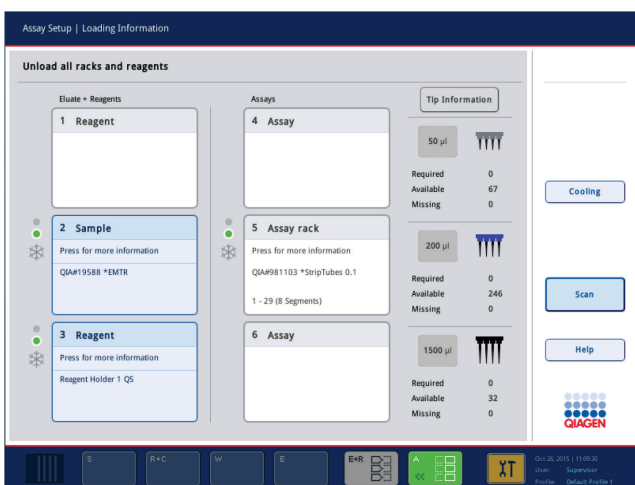 Assay Setup | Loading Information
Unload all racks and reagents
Eluate + Reagents
Assays
Tip Information
1 Reagent
4 Assay
50 µl
Required 0
Available 67
Missing 0
Cooling
2 Sample
Press for more information
QIA#19588 *EMTR
5 Assay rack
Press for more information
QIA#981103 *StripTubes 0.1
1 - 29 (8 Segments)
200 µl
Required 0
Available 246
Missing 0
Scan
3 Reagent
Press for more information
Reagent Holder 1 QS
6 Assay
1500 µl
Required 0
Available 32
Missing 0
Help
QIAGEN
S
R+C
W
E
E+R
A
Oct 26, 2015 | 11:09:30
User: Supervisor
Profile: Default Profile 1